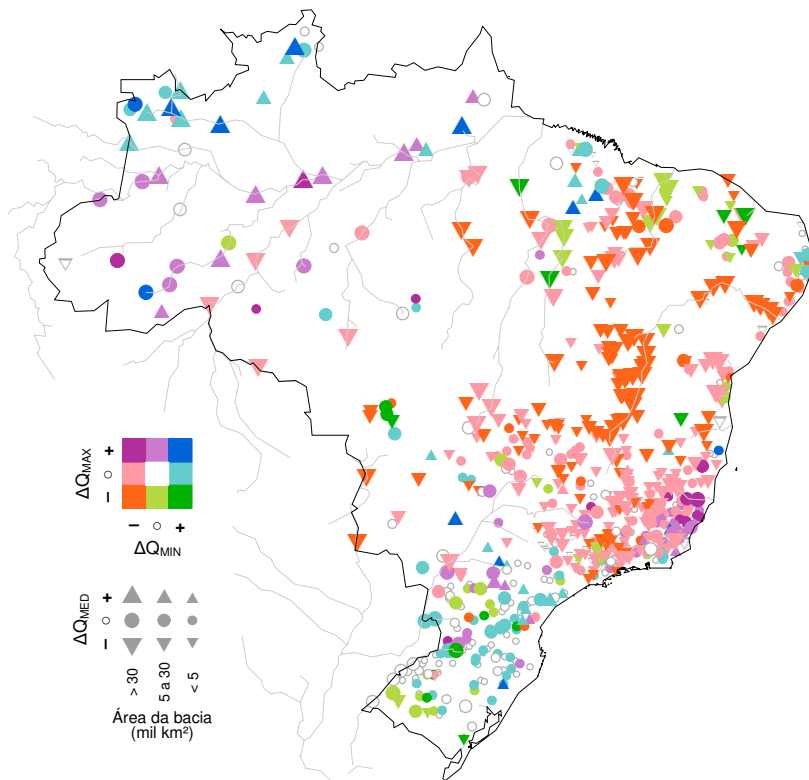 ΔQMAX
+
○
–
– ○ +
ΔQMIN
ΔQMED
+
○
–
> 30
5 a 30
< 5
Área da bacia
(mil km²)